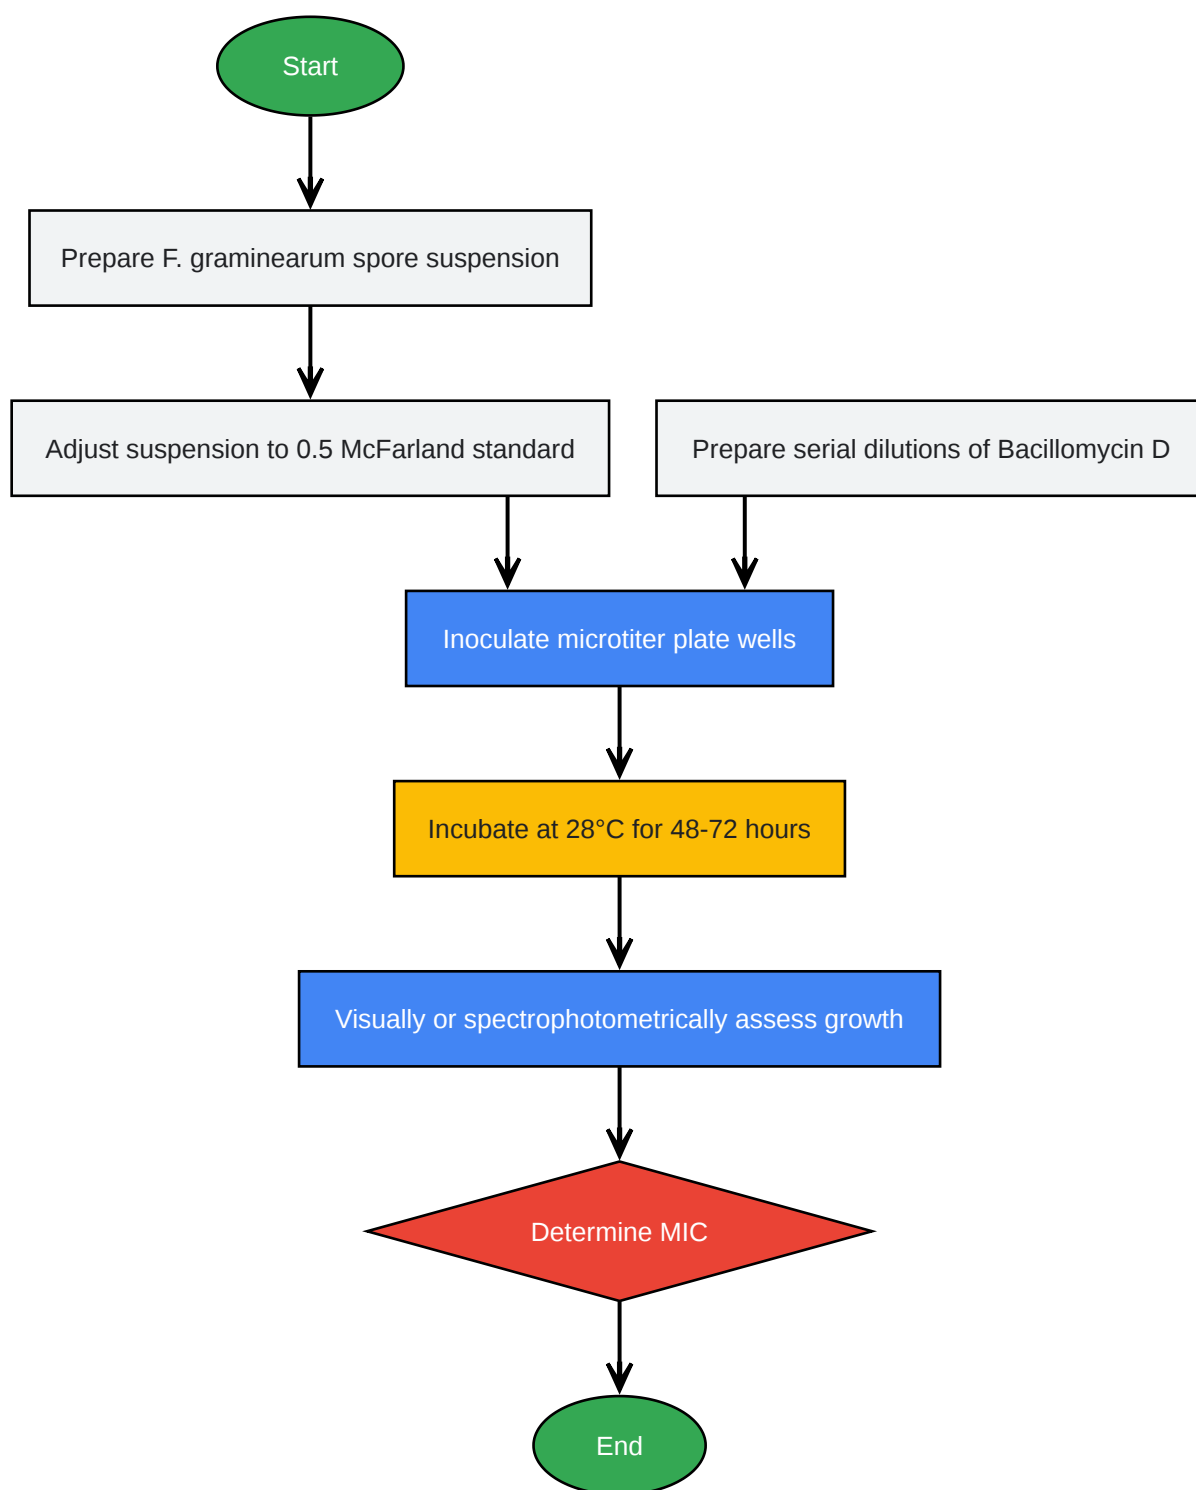 Start
Prepare F. graminearum spore suspension
Adjust suspension to 0.5 McFarland standard
Prepare serial dilutions of Bacillomycin D
Inoculate microtiter plate wells
Incubate at 28°C for 48-72 hours
Visually or spectrophotometrically assess growth
Determine MIC
End